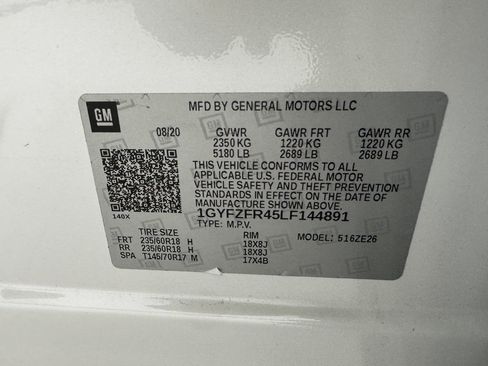 GM
MFD BY GENERAL MOTORS LLC
08/20 GVWR GAWR FRT GAWR RR
2350 KG 1220 KG 1220 KG
5180 LB 2689 LB 2689 LB
THIS VEHICLE CONFORMS TO ALL
APPLICABLE U.S. FEDERAL MOTOR
VEHICLE SAFETY AND THEFT PREVENTION
STANDARDS IN EFFECT ON THE DATE OF
MANUFACTURE SHOWN ABOVE.
1GYFZFR45LF144891
140X TYPE: M.P.V.
TIRE SIZE RIM MODEL: 516ZE26
FRT 235/60R18 H 18X8J
RR 235/60R18 H 18X8J
SPA T145/70R17 M 17X4B